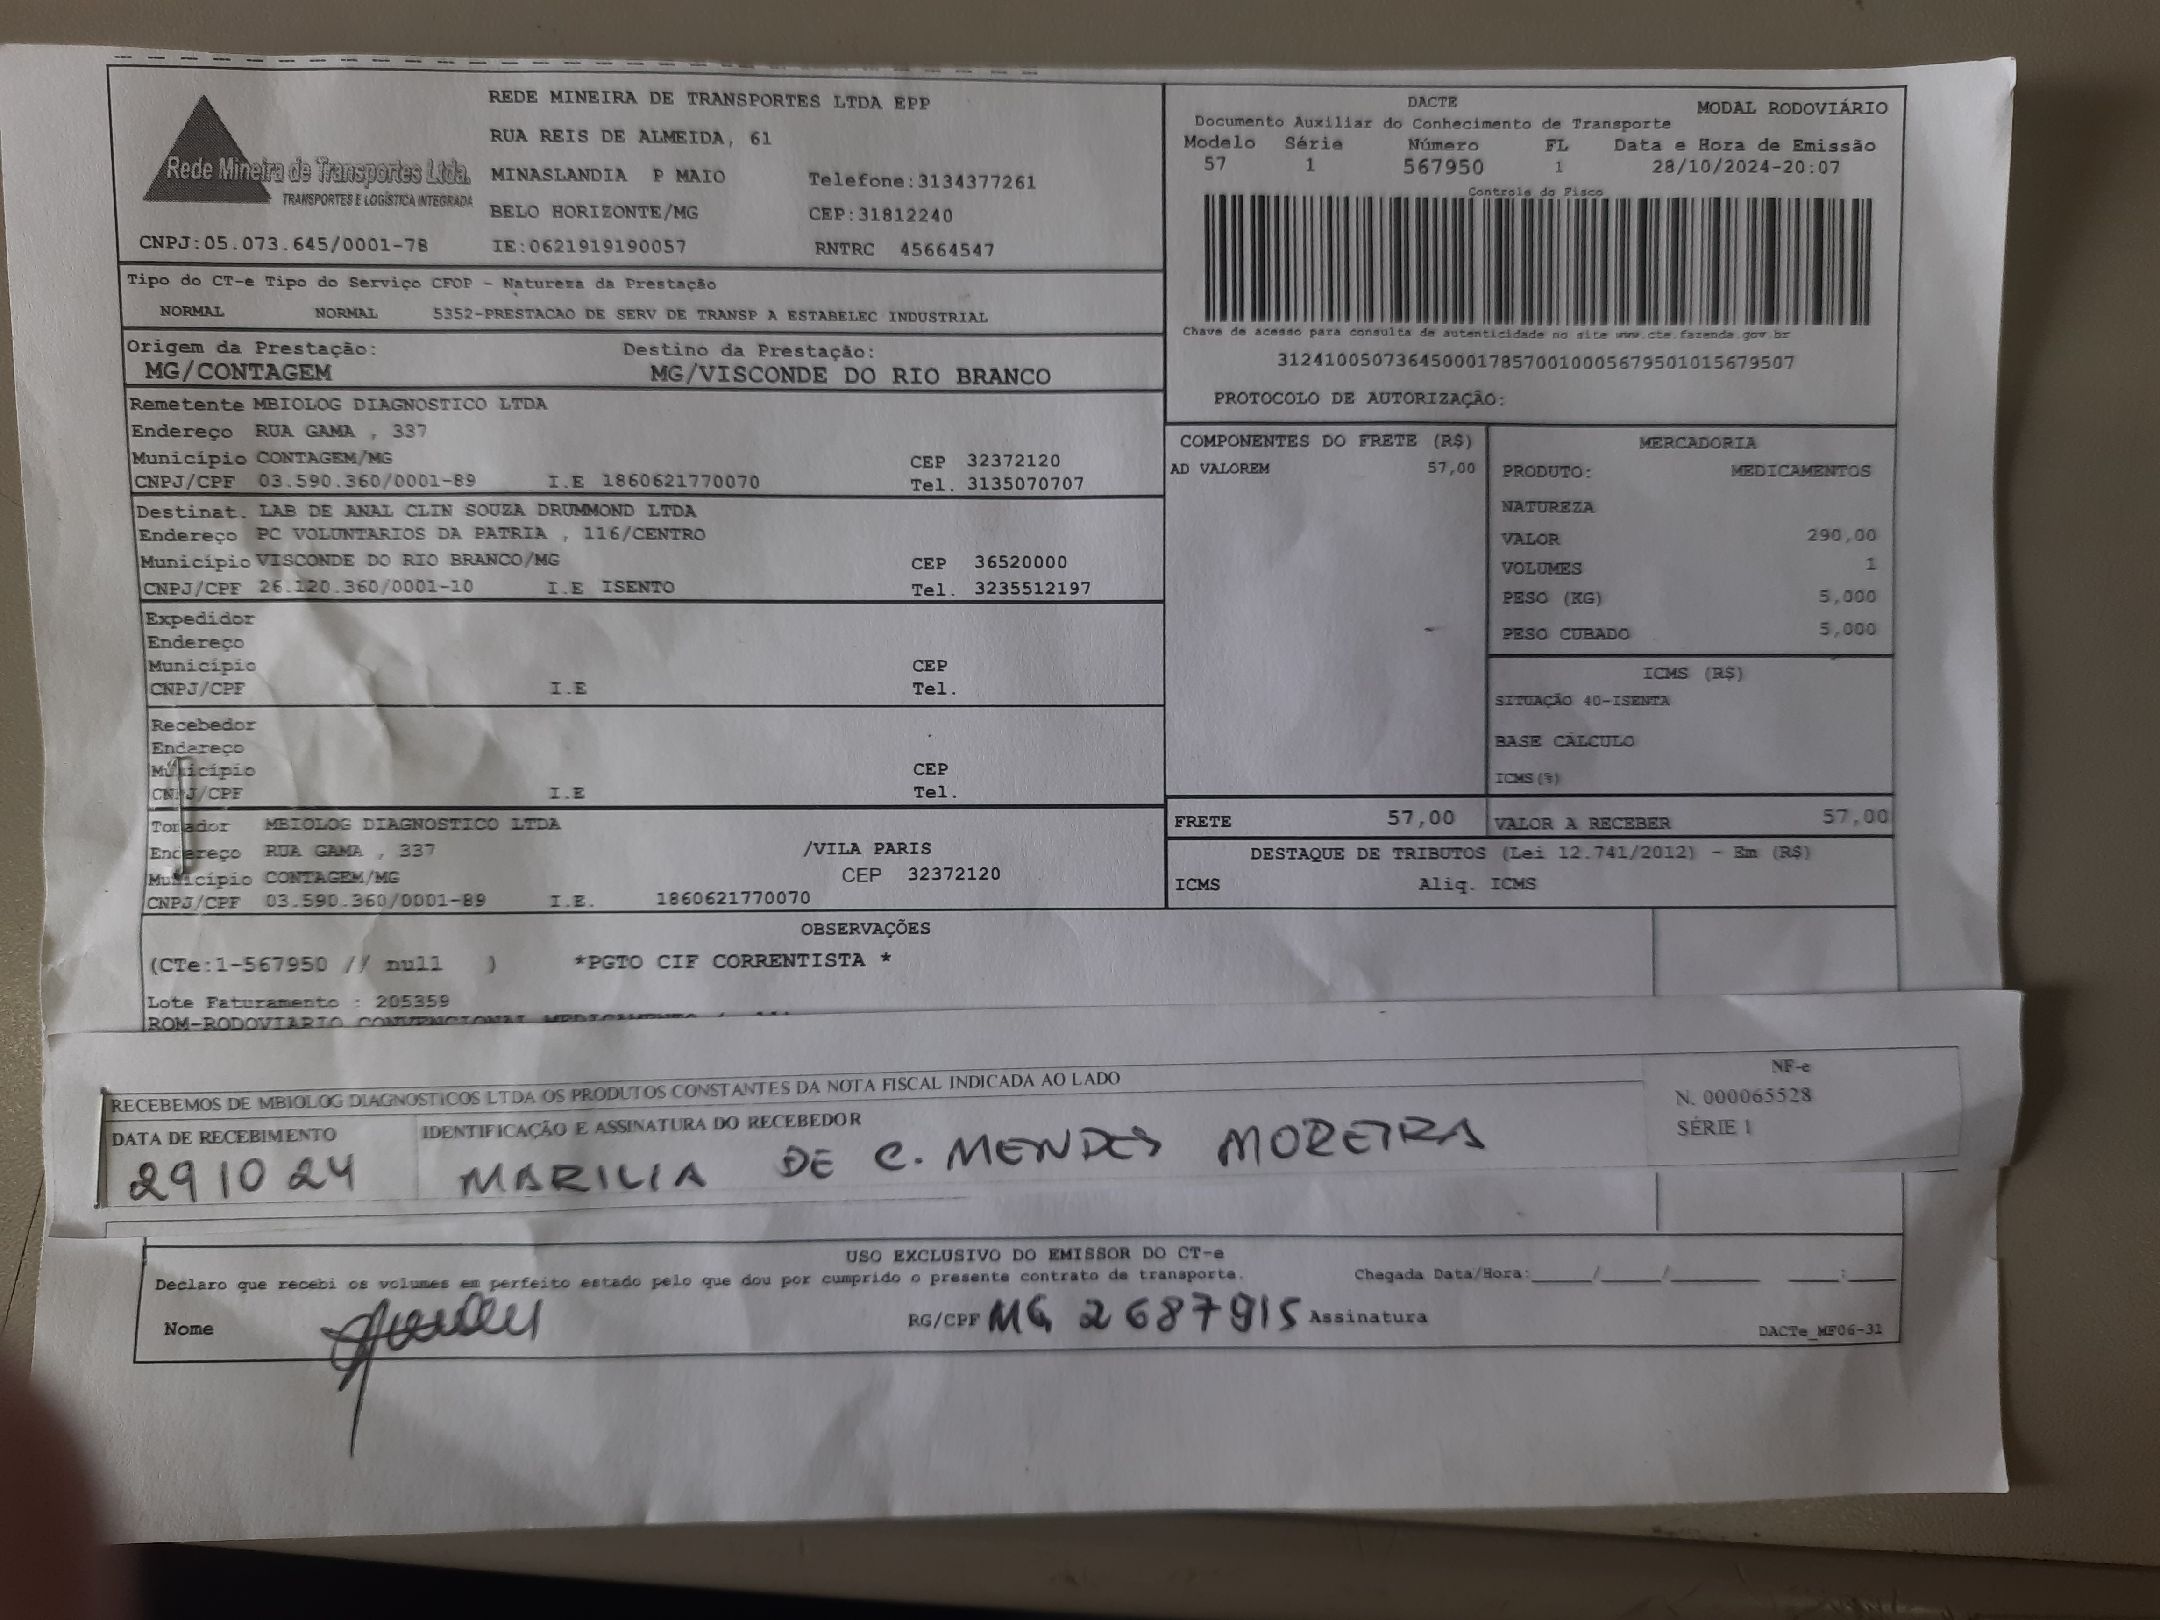 Rede Mineira de Transportes Ltda.
TRANSPORTES E LOGÍSTICA INTEGRADA
CNPJ:05.073.645/0001-78
REDE MINEIRA DE TRANSPORTES LTDA EPP
RUA REIS DE ALMEIDA, 61
MINASLANDIA P MAIO Telefone:3134377261
BELO HORIZONTE/MG CEP:31812240
IE:0621919190057 RNTRC 45664547
DACTE MODAL RODOVIÁRIO
Documento Auxiliar do Conhecimento de Transporte
Modelo Série Número FL Data e Hora de Emissão
57 1 567950 1 28/10/2024-20:07
Controle do Fisco
Chave de acesso para consulta de autenticidade no site www.cte.fazenda.gov.br
31241005073645000178570010005679501015679507
PROTOCOLO DE AUTORIZAÇÃO:
Tipo do CT-e Tipo do Serviço CFOP - Natureza da Prestação
NORMAL NORMAL 5352-PRESTACAO DE SERV DE TRANSP A ESTABELEC INDUSTRIAL
Origem da Prestação: Destino da Prestação:
MG/CONTAGEM MG/VISCONDE DO RIO BRANCO
Remetente MBIOLOG DIAGNOSTICO LTDA
Endereço RUA GAMA , 337
Município CONTAGEM/MG CEP 32372120
CNPJ/CPF 03.590.360/0001-89 I.E 1860621770070 Tel. 3135070707
Destinat. LAB DE ANAL CLIN SOUZA DRUMMOND LTDA
Endereço PC VOLUNTARIOS DA PATRIA , 116/CENTRO
Município VISCONDE DO RIO BRANCO/MG CEP 36520000
CNPJ/CPF 26.120.360/0001-10 I.E ISENTO Tel. 3235512197
Expedidor
Endereço
Município CEP
CNPJ/CPF I.E Tel.
Recebedor
Endereço
Município CEP
CNPJ/CPF I.E Tel.
Tomador MBIOLOG DIAGNOSTICO LTDA
Endereço RUA GAMA , 337 /VILA PARIS
Município CONTAGEM/MG CEP 32372120
CNPJ/CPF 03.590.360/0001-89 I.E. 1860621770070
COMPONENTES DO FRETE (R$)
AD VALOREM 57,00
MERCADORIA
PRODUTO: MEDICAMENTOS
NATUREZA
VALOR 290,00
VOLUMES 1
PESO (KG) 5,000
PESO CUBADO 5,000
ICMS (R$)
SITUAÇÃO 40-ISENTA
BASE CÁLCULO
ICMS(%)
FRETE 57,00 VALOR A RECEBER 57,00
DESTAQUE DE TRIBUTOS (Lei 12.741/2012) - Em (R$)
ICMS Aliq. ICMS
OBSERVAÇÕES
(CTe:1-567950 // null ) *PGTO CIF CORRENTISTA *
Lote Faturamento : 205359
ROM-RODOVIARIO CONVENCIONAL MEDICAMENTO
RECEBEMOS DE MBIOLOG DIAGNOSTICOS LTDA OS PRODUTOS CONSTANTES DA NOTA FISCAL INDICADA AO LADO
NF-e
N. 000065528
SÉRIE 1
DATA DE RECEBIMENTO IDENTIFICAÇÃO E ASSINATURA DO RECEBEDOR
29 10 24 MARILIA DE C. MENDES MOREIRA
USO EXCLUSIVO DO EMISSOR DO CT-e
Declaro que recebi os volumes em perfeito estado pelo que dou por cumprido o presente contrato de transporte. Chegada Data/Hora:_____/_____/_______ ____:____
Nome RG/CPF MG 2687915 Assinatura
DACTe_MF06-31